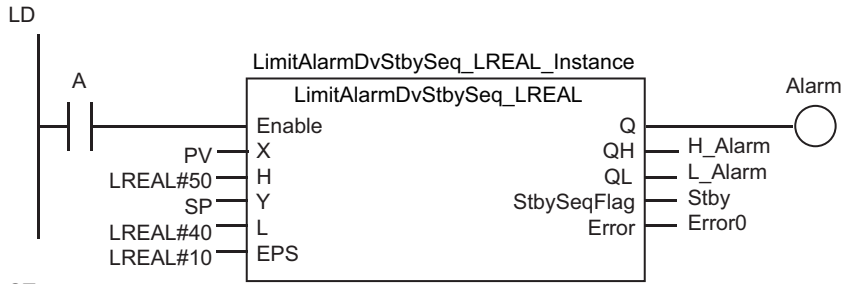 LD
LimitAlarmDvStbySeq_LREAL_Instance
A
LimitAlarmDvStbySeq_LREAL
Alarm
Enable Q
PV X QH H_Alarm
LREAL#50 H QL L_Alarm
SP Y StbySeqFlag Stby
LREAL#40 L Error Error0
LREAL#10 EPS